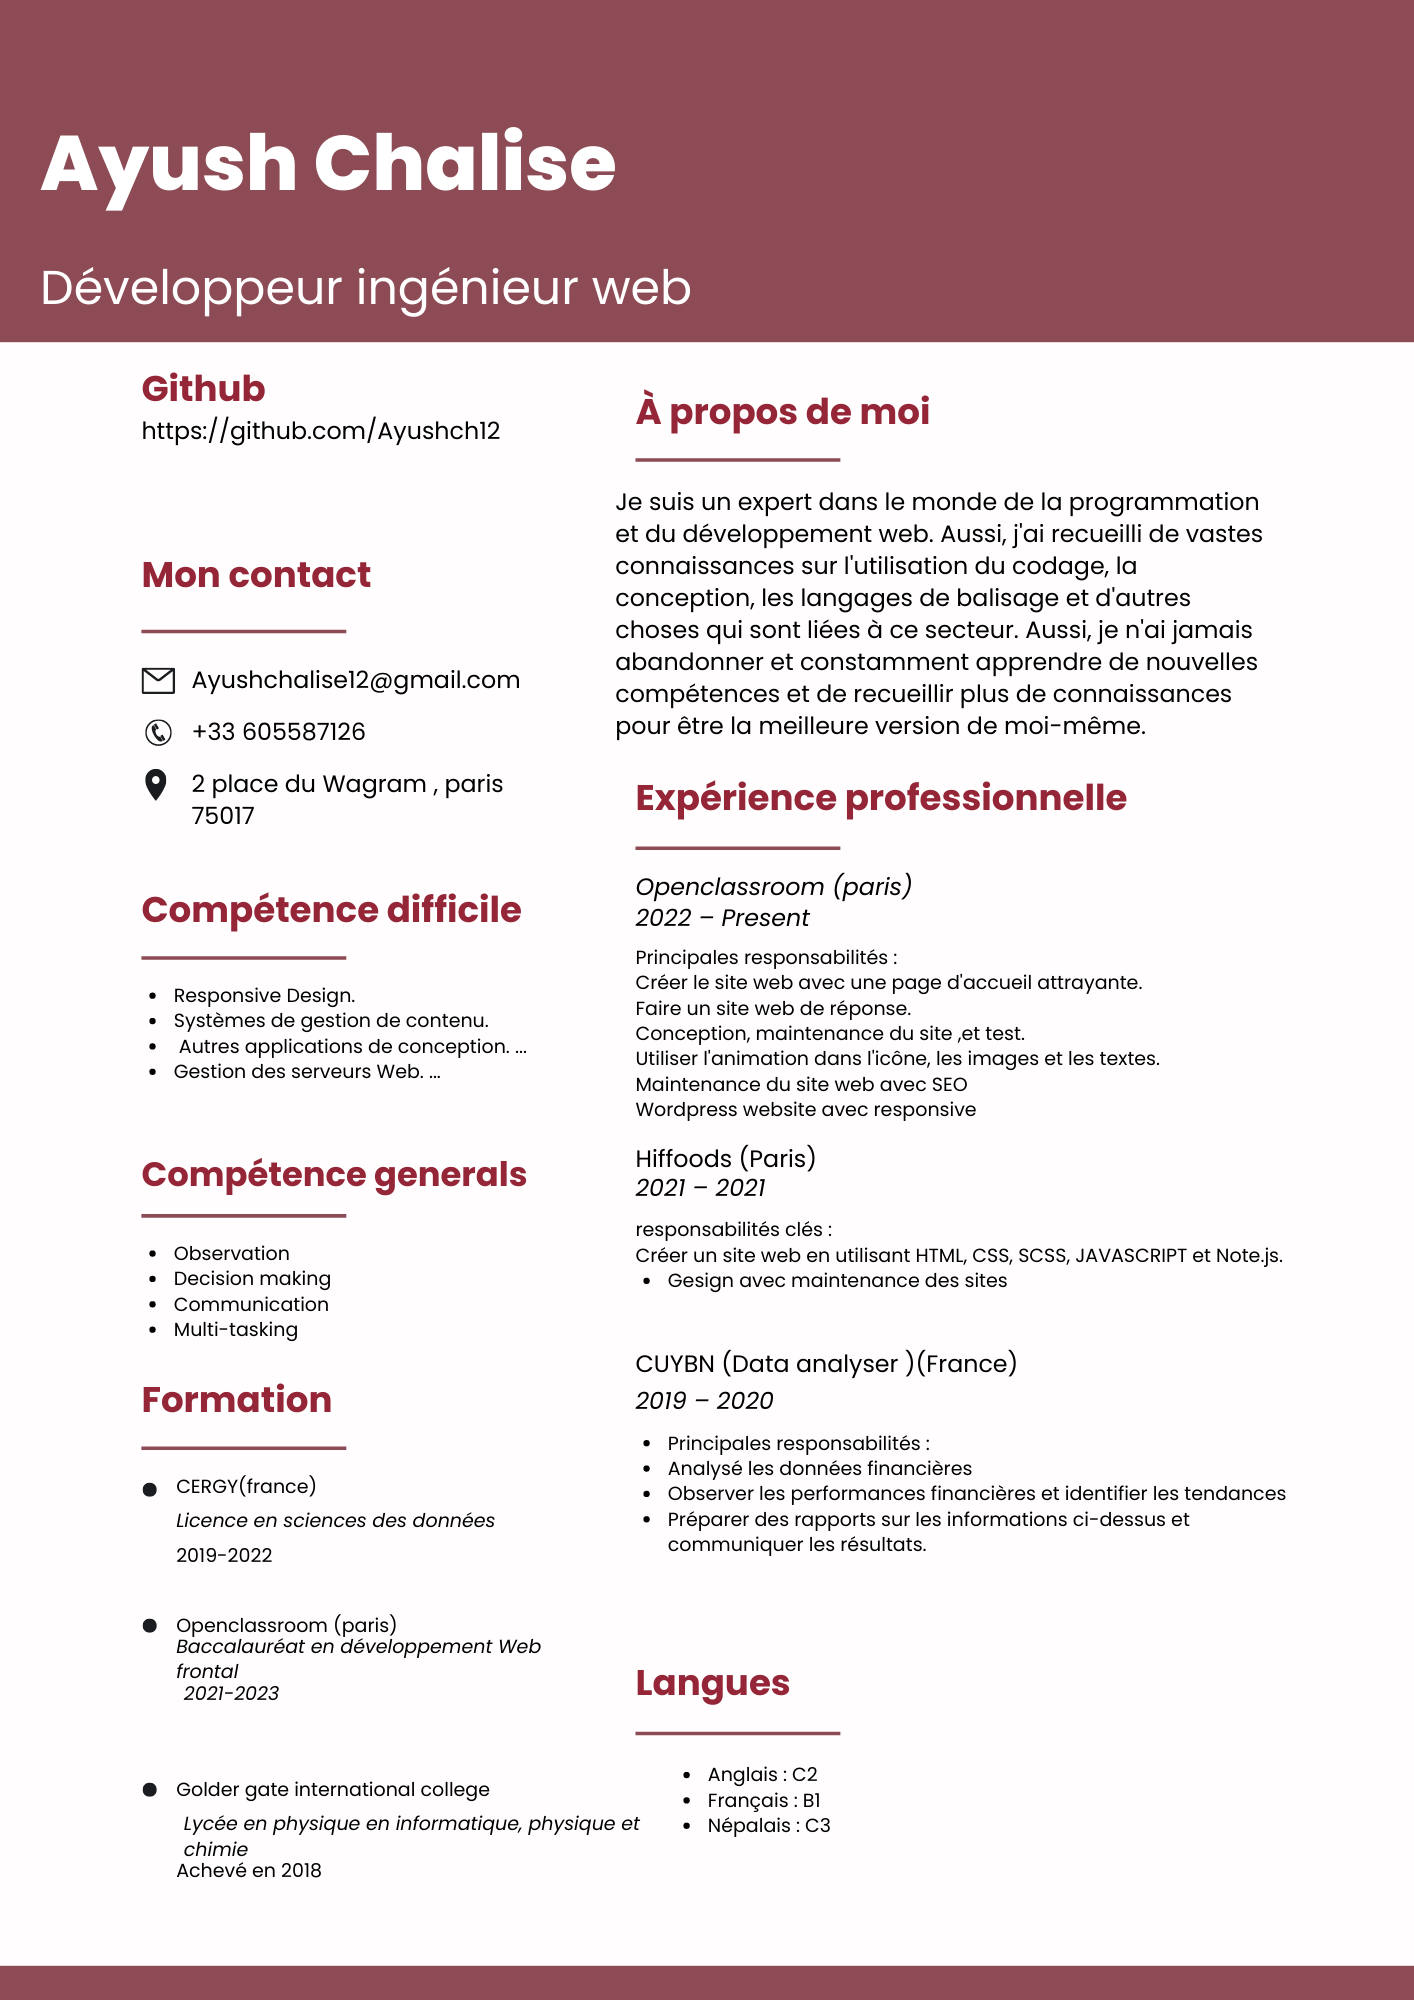 Ayush Chalise
Développeur ingénieur web
Github
https://github.com/Ayushch12
Mon contact
Ayushchalise12@gmail.com
+33 605587126
2 place du Wagram , paris
75017
Compétence difficile
• Responsive Design.
• Systèmes de gestion de contenu.
• Autres applications de conception. ...
• Gestion des serveurs Web. ...
Compétence generals
• Observation
• Decision making
• Communication
• Multi-tasking
Formation
CERGY(france)
Licence en sciences des données
2019-2022
Openclassroom (paris)
Baccalauréat en développement Web
frontal
2021-2023
Golder gate international college
Lycée en physique en informatique, physique et
chimie
Achevé en 2018
À propos de moi
Je suis un expert dans le monde de la programmation
et du développement web. Aussi, j'ai recueilli de vastes
connaissances sur l'utilisation du codage, la
conception, les langages de balisage et d'autres
choses qui sont liées à ce secteur. Aussi, je n'ai jamais
abandonner et constamment apprendre de nouvelles
compétences et de recueillir plus de connaissances
pour être la meilleure version de moi-même.
Expérience professionnelle
Openclassroom (paris)
2022 – Present
Principales responsabilités :
Créer le site web avec une page d'accueil attrayante.
Faire un site web de réponse.
Conception, maintenance du site ,et test.
Utiliser l'animation dans l'icône, les images et les textes.
Maintenance du site web avec SEO
Wordpress website avec responsive
Hiffoods (Paris)
2021 – 2021
responsabilités clés :
Créer un site web en utilisant HTML, CSS, SCSS, JAVASCRIPT et Note.js.
• Gesign avec maintenance des sites
CUYBN (Data analyser )(France)
2019 – 2020
• Principales responsabilités :
• Analysé les données financières
• Observer les performances financières et identifier les tendances
• Préparer des rapports sur les informations ci-dessus et
communiquer les résultats.
Langues
• Anglais : C2
• Français : B1
• Népalais : C3